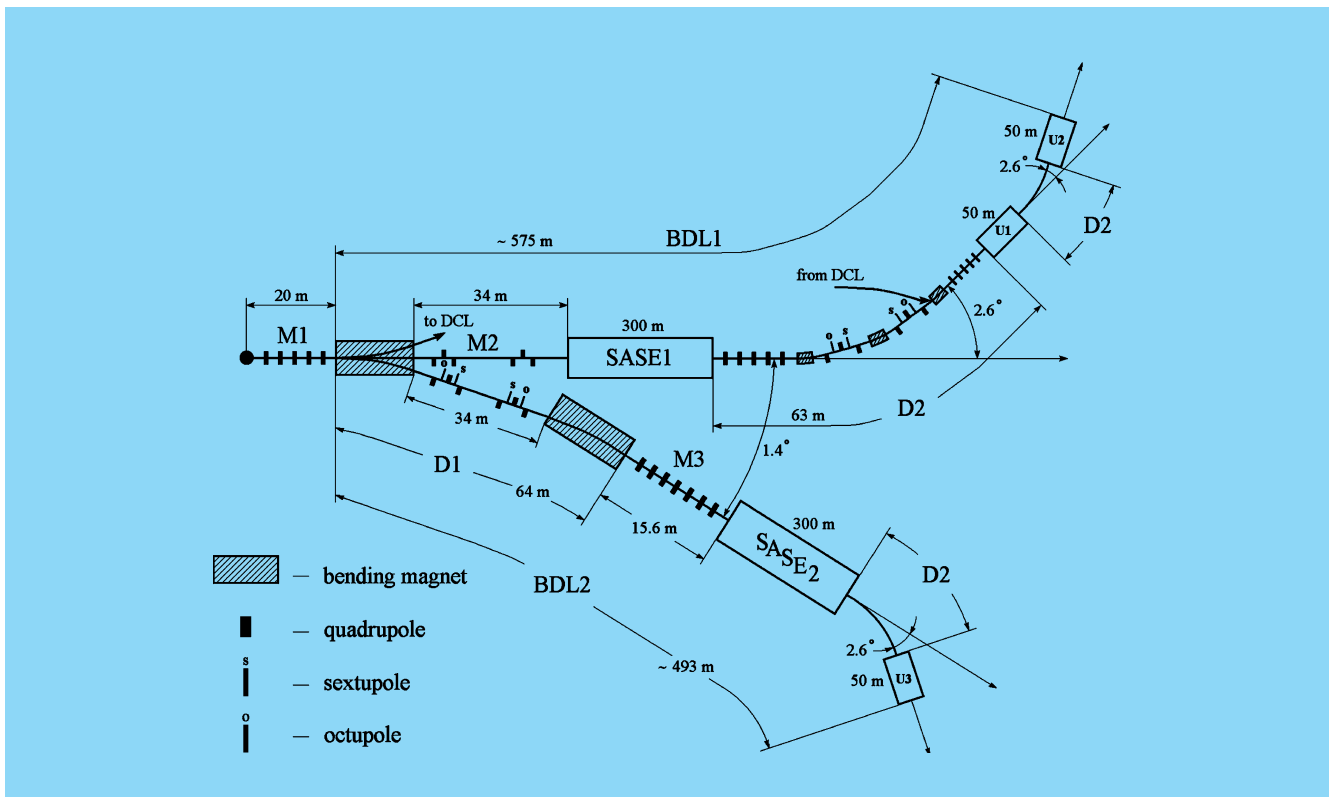 50 m
U2
2.6°
50 m
U1
D2
~ 575 m
BDL1
from DCL
20 m
34 m
2.6°
to DCL
300 m
M1
M2
SASE1
o
s
s
o
o
s
s
o
D2
63 m
34 m
1.4°
D1
M3
64 m
15.6 m
300 m
SASE2
D2
BDL2
2.6°
~ 493 m
50 m
U3
— bending magnet
— quadrupole
s
— sextupole
o
— octupole